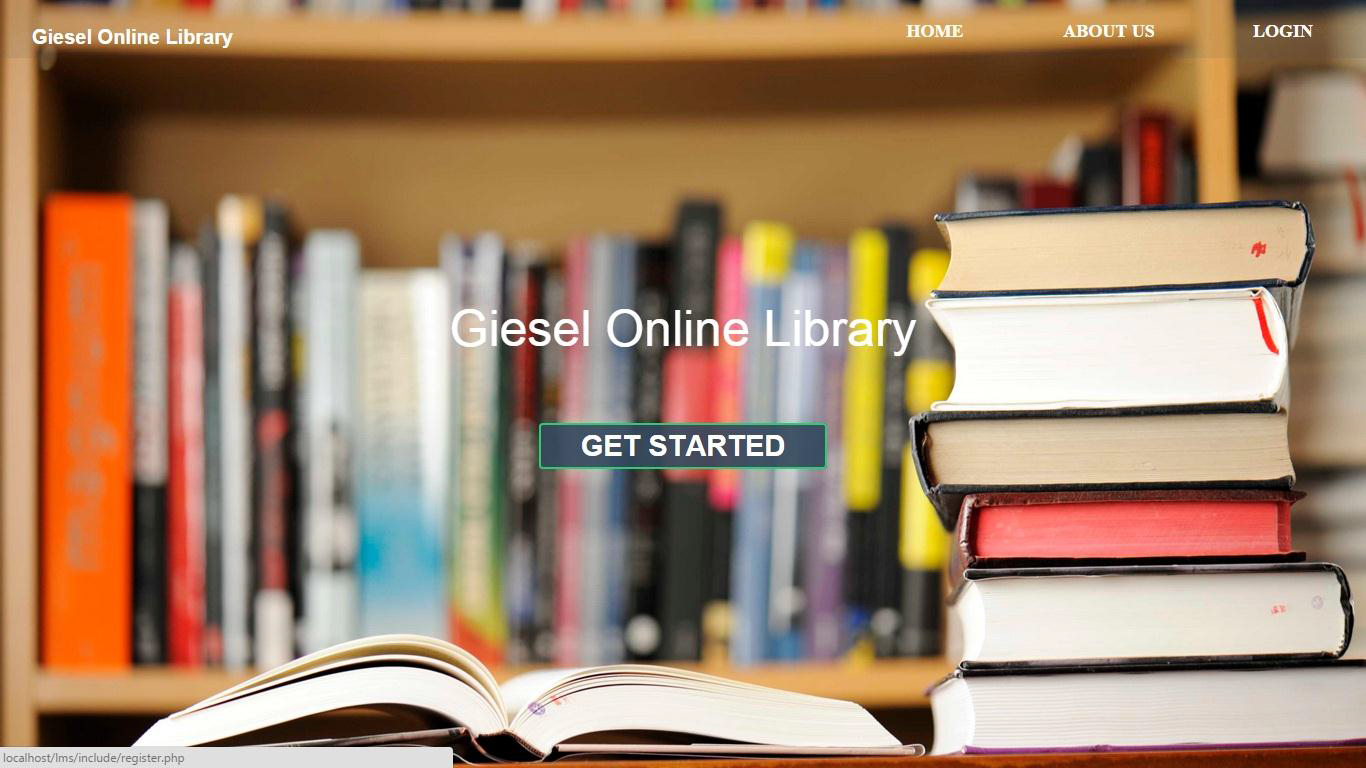 Giesel Online Library
HOME
ABOUT US
LOGIN
Giesel Online Library
GET STARTED
localhost/lms/include/register.php